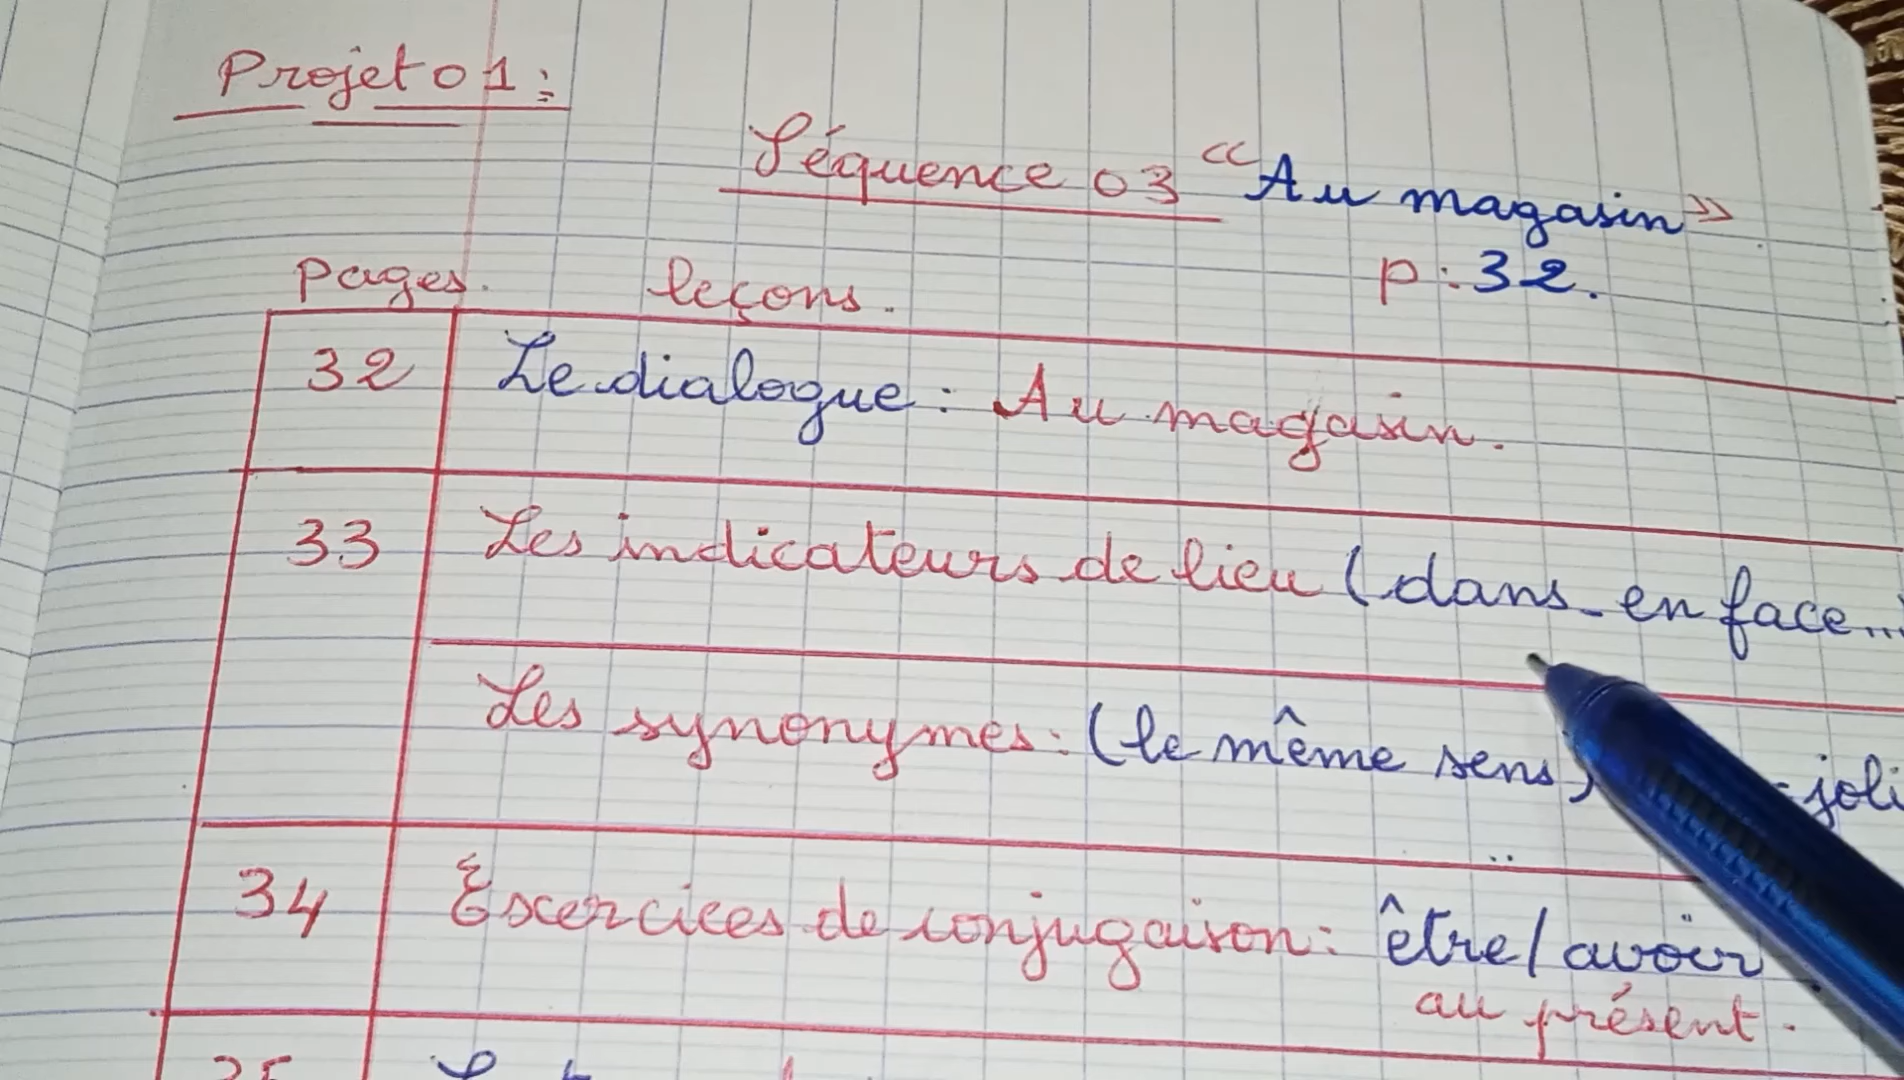 Projet 01:
Séquence 03 "Au magasin"
p: 32.
pages. leçons.
32 Le dialogue: Au magasin.
33 Les indicateurs de lieu (dans - en face...
Les synonymes: (le même sens, -joli
34 Exercices de conjugaison: être/avoir
au présent.
35